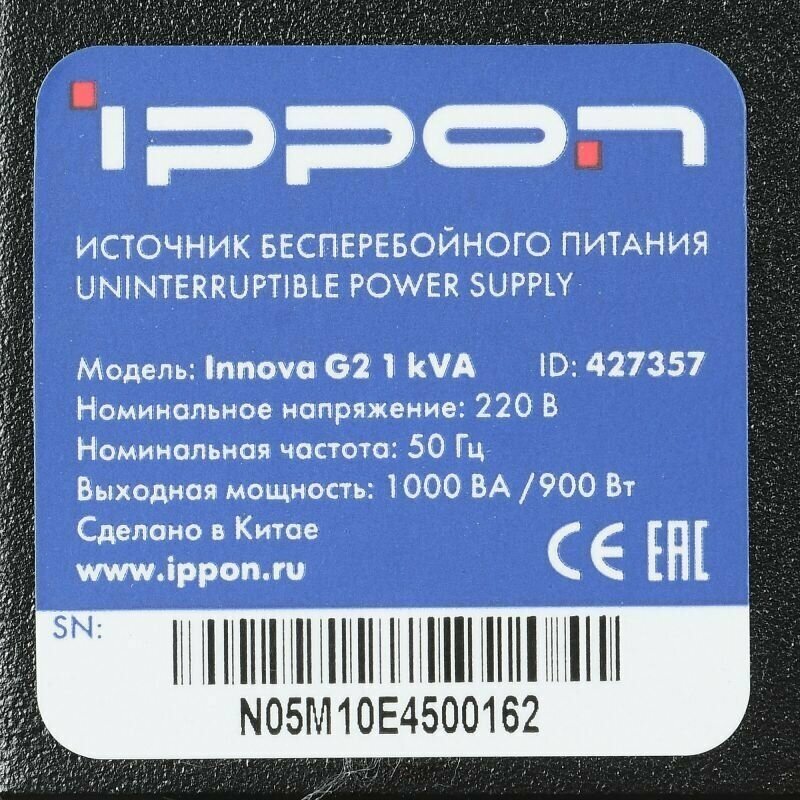 ippon
ИСТОЧНИК БЕСПЕРЕБОЙНОГО ПИТАНИЯ
UNINTERRUPTIBLE POWER SUPPLY
Модель: Innova G2 1 kVA ID: 427357
Номинальное напряжение: 220 В
Номинальная частота: 50 Гц
Выходная мощность: 1000 ВА /900 Вт
Сделано в Китае
www.ippon.ru
CE EAC
SN:
N05M10E4500162